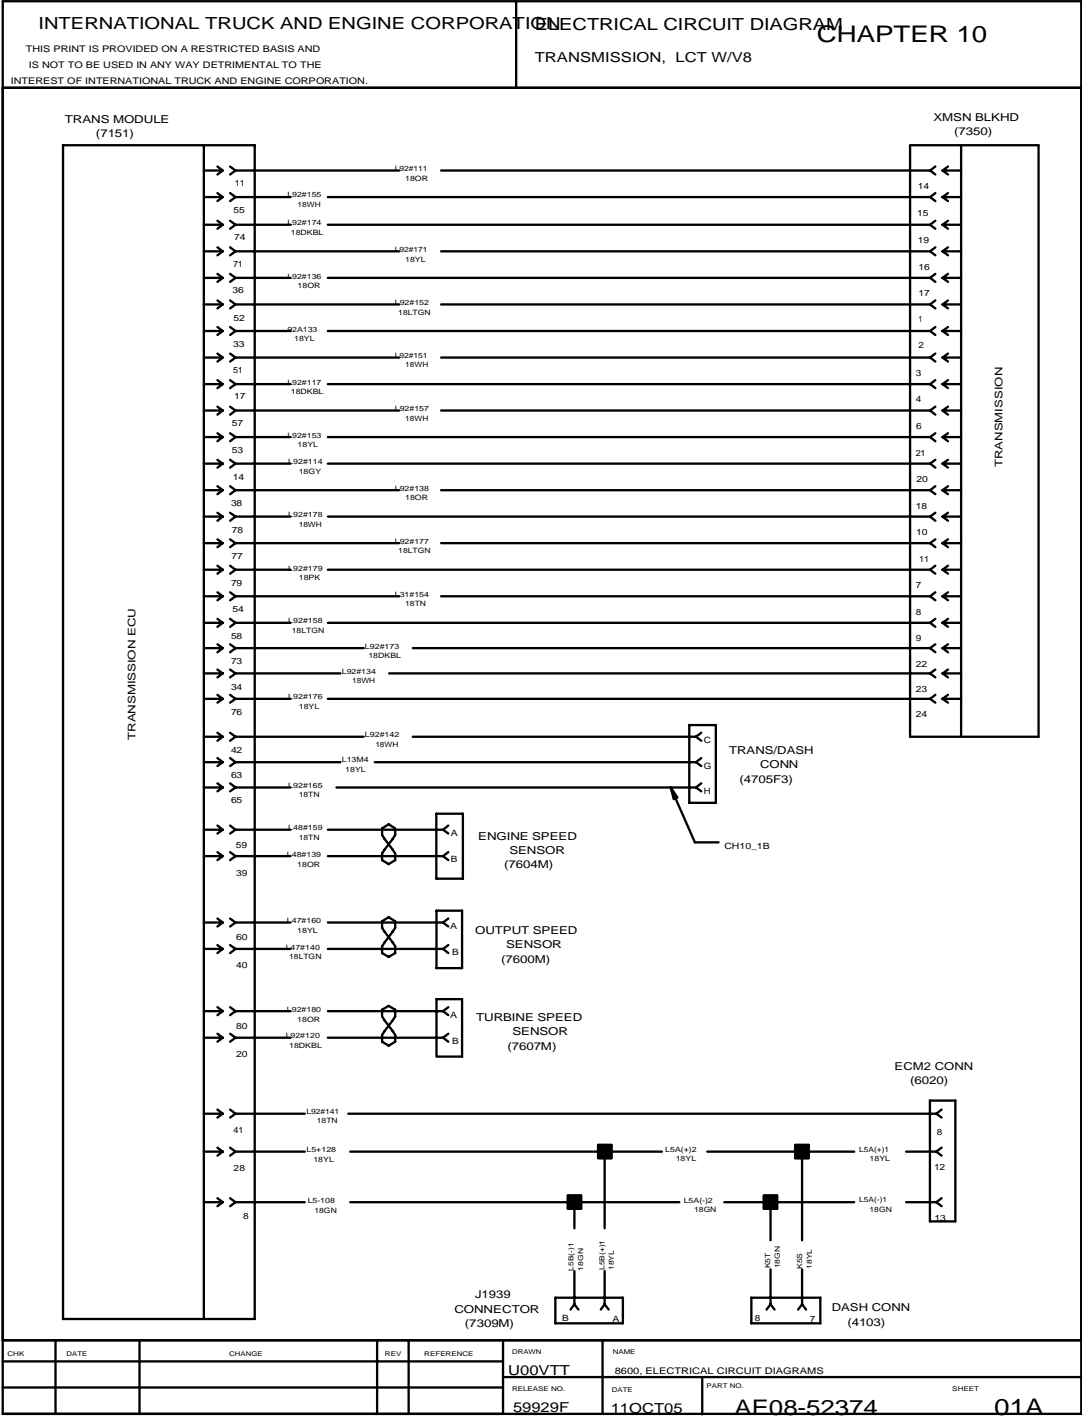 INTERNATIONAL TRUCK AND ENGINE CORPORATION
THIS PRINT IS PROVIDED ON A RESTRICTED BASIS AND
IS NOT TO BE USED IN ANY WAY DETRIMENTAL TO THE
INTEREST OF INTERNATIONAL TRUCK AND ENGINE CORPORATION.
ELECTRICAL CIRCUIT DIAGRAM
TRANSMISSION, LCT W/V8
CHAPTER 10
TRANS MODULE
(7151)
XMSN BLKHD
(7350)
L92#111
18OR
11
14
L92#155
18WH
55
15
L92#174
18DKBL
74
19
L92#171
18YL
71
16
L92#136
18OR
36
17
L92#152
18LTGN
52
1
92A133
18YL
33
2
L92#151
18WH
51
3
L92#117
18DKBL
17
4
L92#157
18WH
57
6
L92#153
18YL
53
21
L92#114
18GY
14
20
L92#138
18OR
38
18
L92#178
18WH
78
10
L92#177
18LTGN
77
11
L92#179
18PK
79
7
L31#154
18TN
54
8
L92#158
18LTGN
58
9
L92#173
18DKBL
73
22
L92#134
18WH
34
23
L92#176
18YL
76
24
TRANSMISSION ECU
TRANSMISSION
L92#142
18WH
42
C
L13M4
18YL
63
G
L92#165
18TN
65
H
TRANS/DASH
CONN
(4705F3)
CH10_1B
L48#159
18TN
59
A
L48#139
18OR
39
B
ENGINE SPEED
SENSOR
(7604M)
L47#160
18YL
60
A
L47#140
18LTGN
40
B
OUTPUT SPEED
SENSOR
(7600M)
L92#180
18OR
80
A
L92#120
18DKBL
20
B
TURBINE SPEED
SENSOR
(7607M)
ECM2 CONN
(6020)
L92#141
18TN
41
8
L5+128
18YL
28
L5A(+)2
18YL
L5A(+)1
18YL
12
L5-108
18GN
8
L5A(-)2
18GN
L5A(-)1
18GN
13
L5B(-)1
18GN
L5B(+)1
18YL
K5T
18GN
K5S
18YL
J1939
CONNECTOR
(7309M)
B
A
8
7
DASH CONN
(4103)
CHK
DATE
CHANGE
REV
REFERENCE
DRAWN
U00VTT
NAME
8600, ELECTRICAL CIRCUIT DIAGRAMS
RELEASE NO.
59929F
DATE
11OCT05
PART NO.
AE08-52374
SHEET
01A